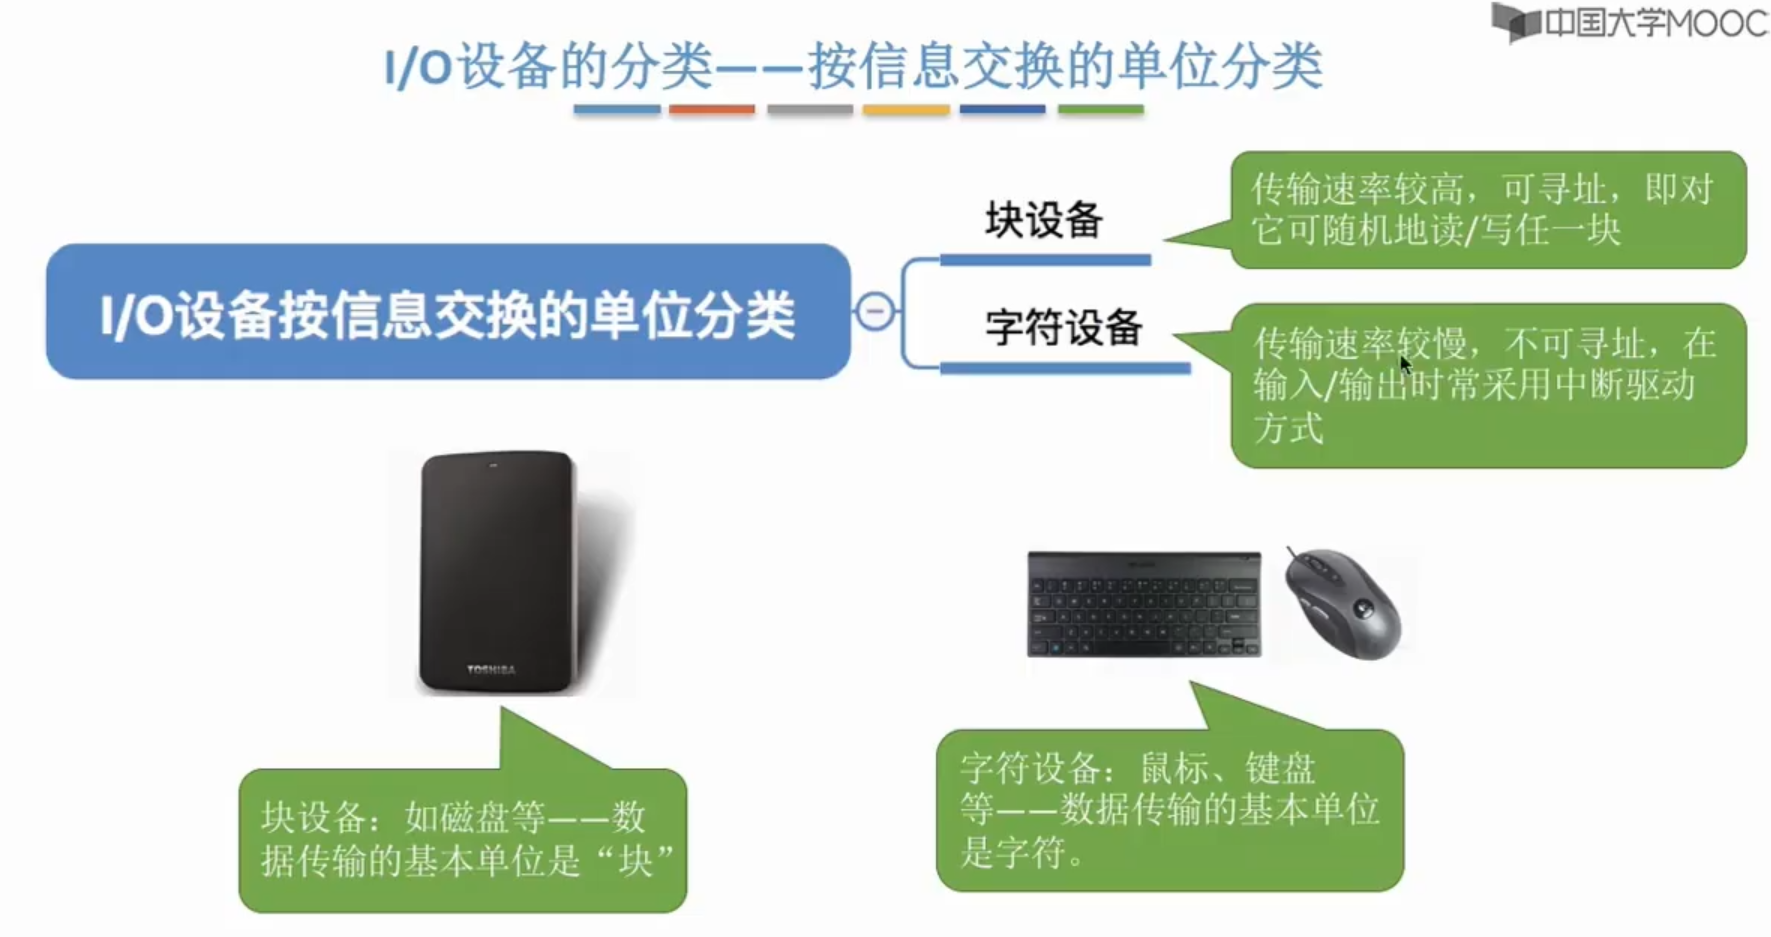 中国大学MOOC
I/O设备的分类——按信息交换的单位分类
I/O设备按信息交换的单位分类
块设备
传输速率较高，可寻址，即对
它可随机地读/写任一块
字符设备
传输速率较慢，不可寻址，在
输入/输出时常采用中断驱动
方式
TOSHIBA
块设备：如磁盘等——数
据传输的基本单位是“块”
字符设备：鼠标、键盘
等——数据传输的基本单位
是字符。